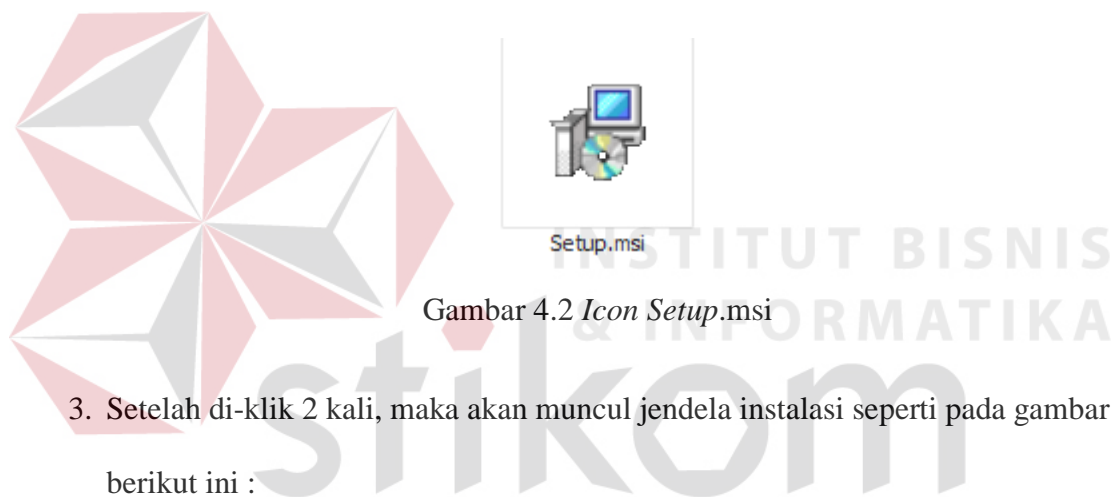 Setup.msi
INSTITUT BISNIS
Gambar 4.2 Icon Setup.msi
& INFORMATIKA
stikom
3. Setelah di-klik 2 kali, maka akan muncul jendela instalasi seperti pada gambar
berikut ini :